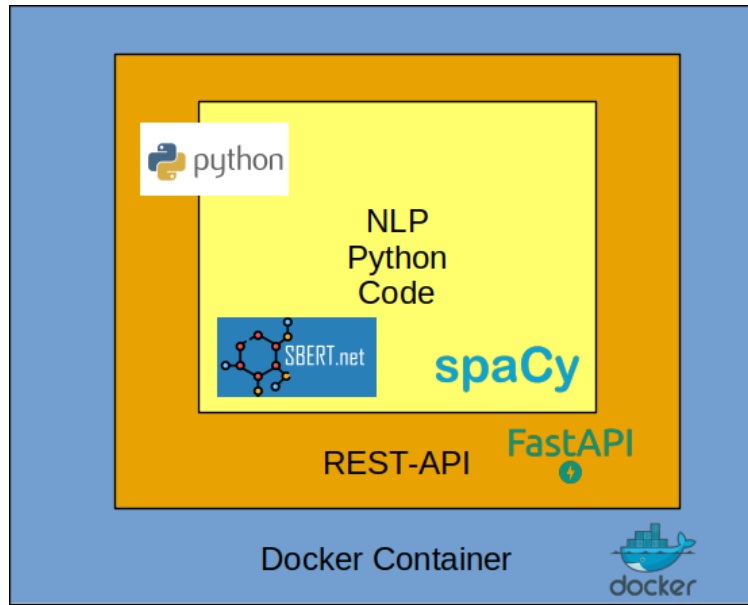 python
NLP
Python
Code
SBERT.net
spaCy
FastAPI
REST-API
Docker Container
docker